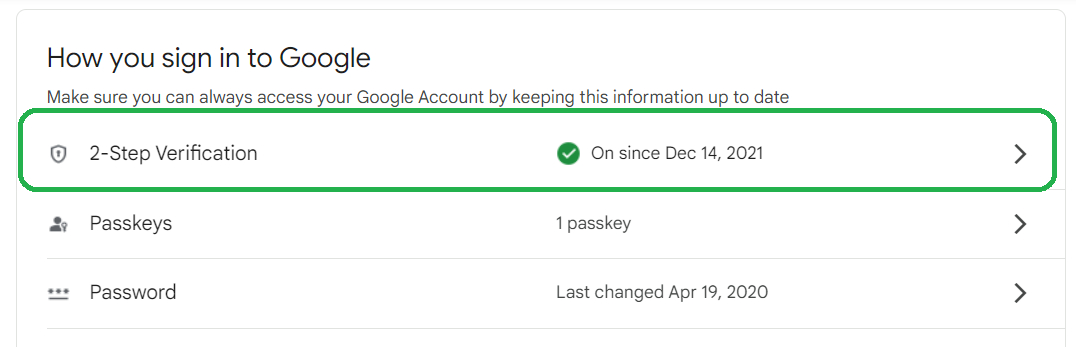 How you sign in to Google
Make sure you can always access your Google Account by keeping this information up to date
2-Step Verification On since Dec 14, 2021
Passkeys 1 passkey
Password Last changed Apr 19, 2020